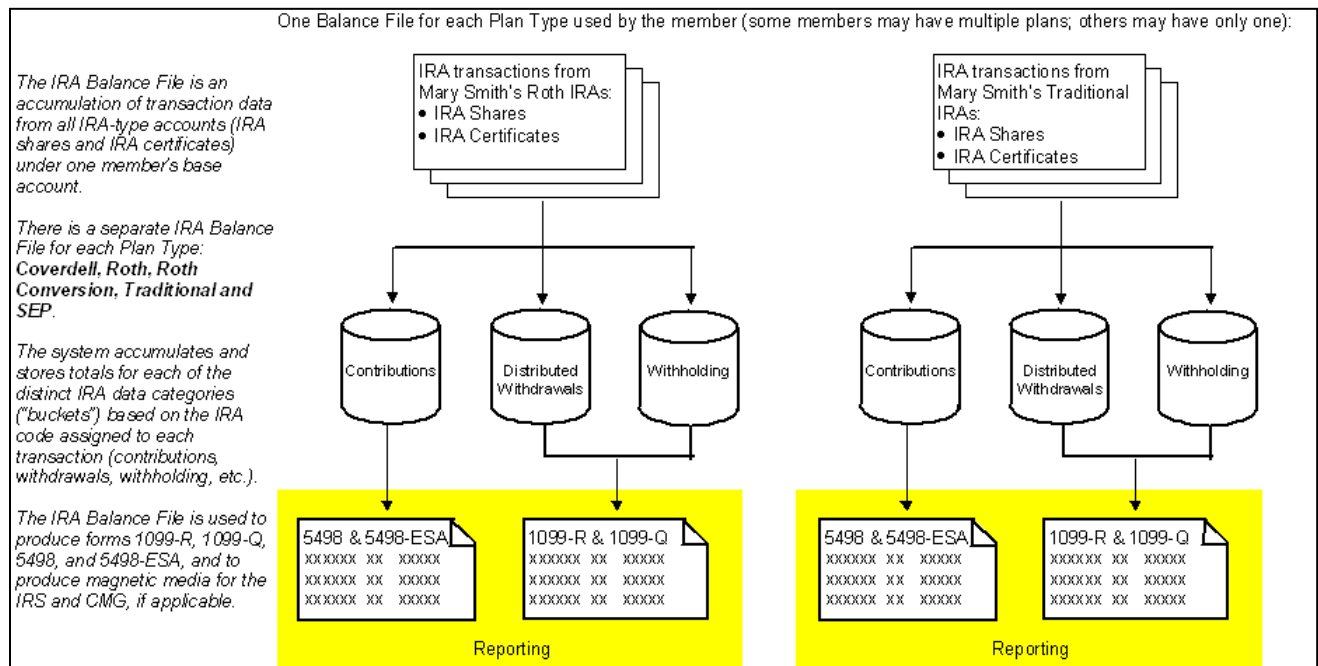 One Balance File for each Plan Type used by the member (some members may have multiple plans; others may have only one):
The IRA Balance File is an
accumulation of transaction data
from all IRA-type accounts (IRA
shares and IRA certificates)
under one member's base
account.
There is a separate IRA Balance
File for each Plan Type:
Coverdell, Roth, Roth
Conversion, Traditional and
SEP.
The system accumulates and
stores totals for each of the
distinct IRA data categories
("buckets") based on the IRA
code assigned to each
transaction (contributions,
withdrawals, withholding, etc.).
The IRA Balance File is used to
produce forms 1099-R, 1099-Q,
5498, and 5498-ESA, and to
produce magnetic media for the
IRS and CMG, if applicable.
IRA transactions from
Mary Smith's Roth IRAs:
• IRA Shares
• IRA Certificates
Contributions
Distributed
Withdrawals
Withholding
5498 & 5498-ESA
xxxxxx xx xxxxx
xxxxxx xx xxxxx
xxxxxx xx xxxxx
1099-R & 1099-Q
xxxxxx xx xxxxx
xxxxxx xx xxxxx
xxxxxx xx xxxxx
Reporting
IRA transactions from
Mary Smith's Traditional
IRAs:
• IRA Shares
• IRA Certificates
Contributions
Distributed
Withdrawals
Withholding
5498 & 5498-ESA
xxxxxx xx xxxxx
xxxxxx xx xxxxx
xxxxxx xx xxxxx
1099-R & 1099-Q
xxxxxx xx xxxxx
xxxxxx xx xxxxx
xxxxxx xx xxxxx
Reporting